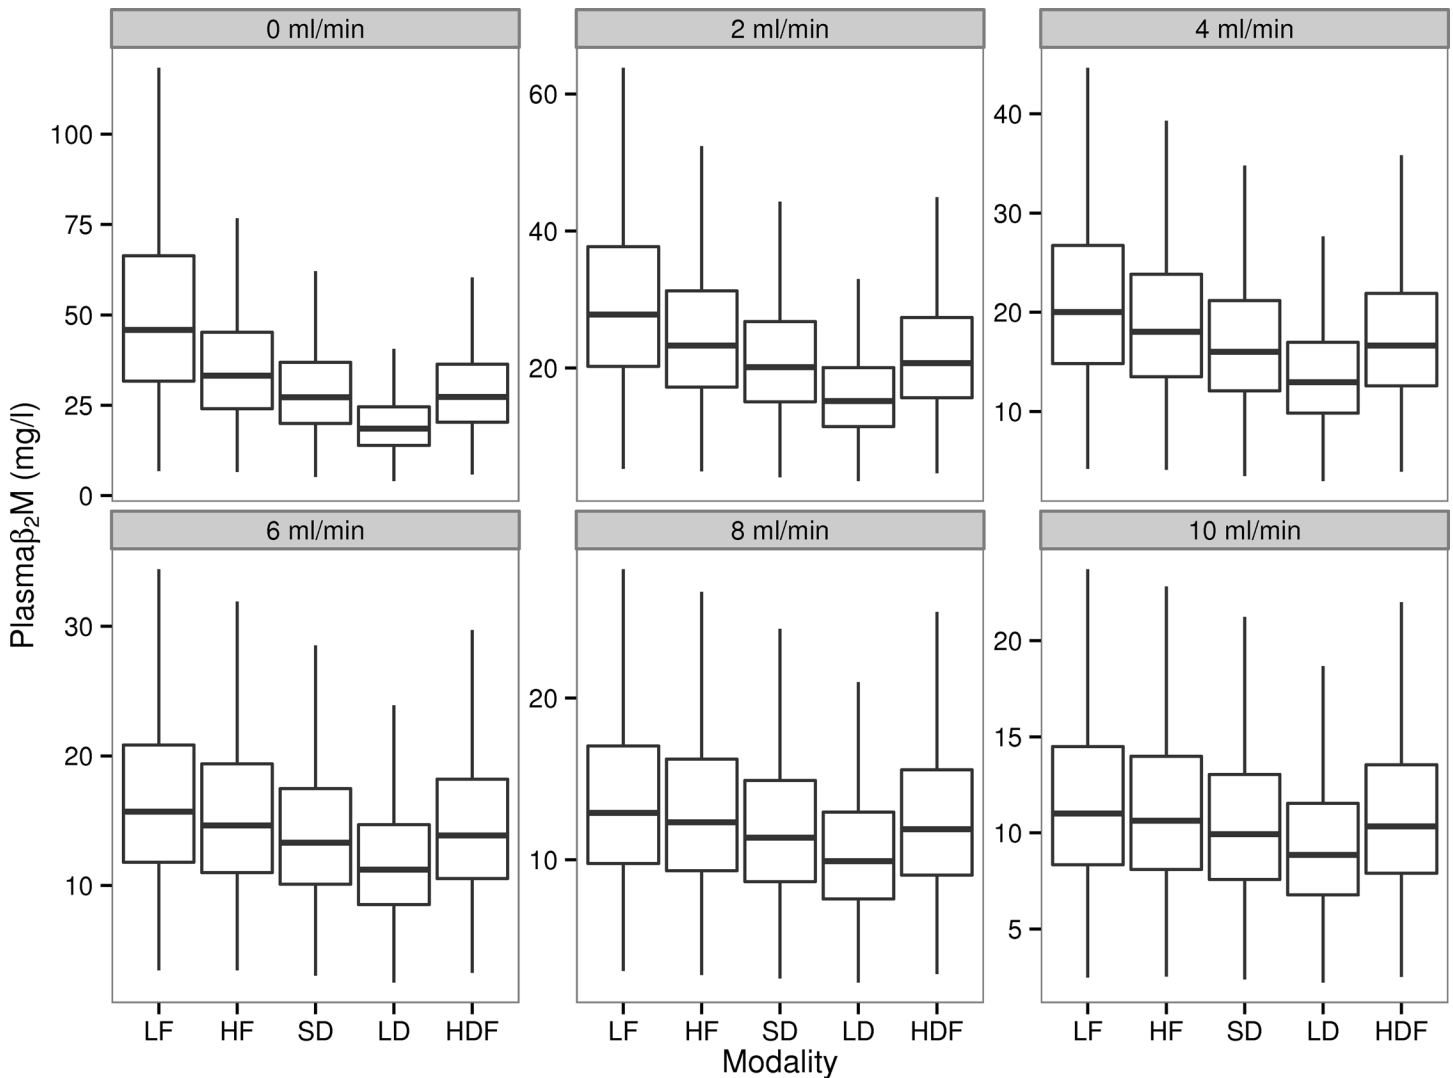 0 ml/min
2 ml/min
4 ml/min
100
75
50
25
0
60
40
20
40
30
20
10
Plasmaβ₂M (mg/l)
6 ml/min
8 ml/min
10 ml/min
30
20
10
20
10
20
15
10
5
LF HF SD LD HDF
LF HF SD LD HDF
LF HF SD LD HDF
Modality